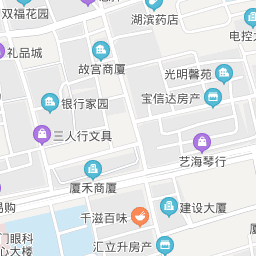 双福花园
湖滨药店
电控
礼品城
故宫商厦
光明馨苑
银行家园
宝信达房产
三人行文具
艺海琴行
厦禾商厦
易购
千滋百味
建设大厦
门眼科
心大楼
汇立升房产